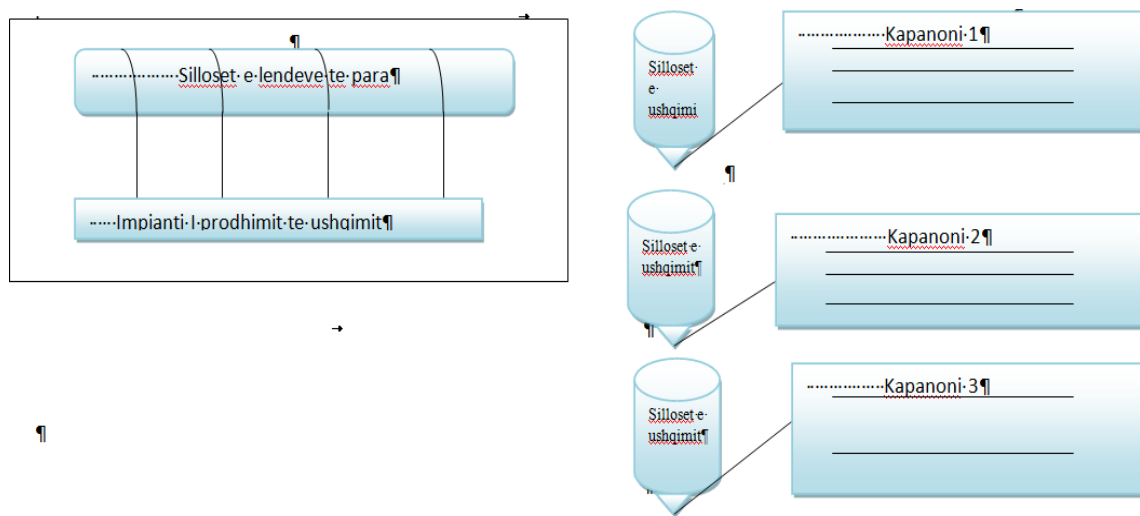 Silloset e lendeve te para
Impianti I prodhimit te ushqimit
Silloset
e
ushqimi
Kapanoni 1
Silloset e
ushqimit
Kapanoni 2
Silloset e
ushqimit
Kapanoni 3